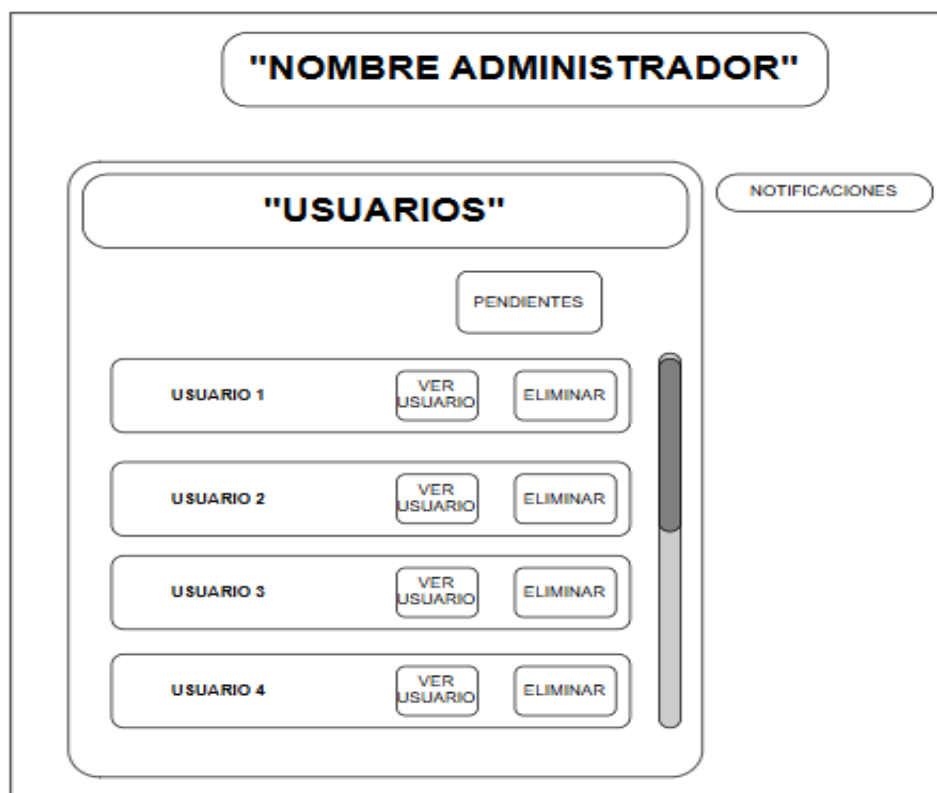 "NOMBRE ADMINISTRADOR"
"USUARIOS"
NOTIFICACIONES
PENDIENTES
USUARIO 1
VER
USUARIO
ELIMINAR
USUARIO 2
VER
USUARIO
ELIMINAR
USUARIO 3
VER
USUARIO
ELIMINAR
USUARIO 4
VER
USUARIO
ELIMINAR